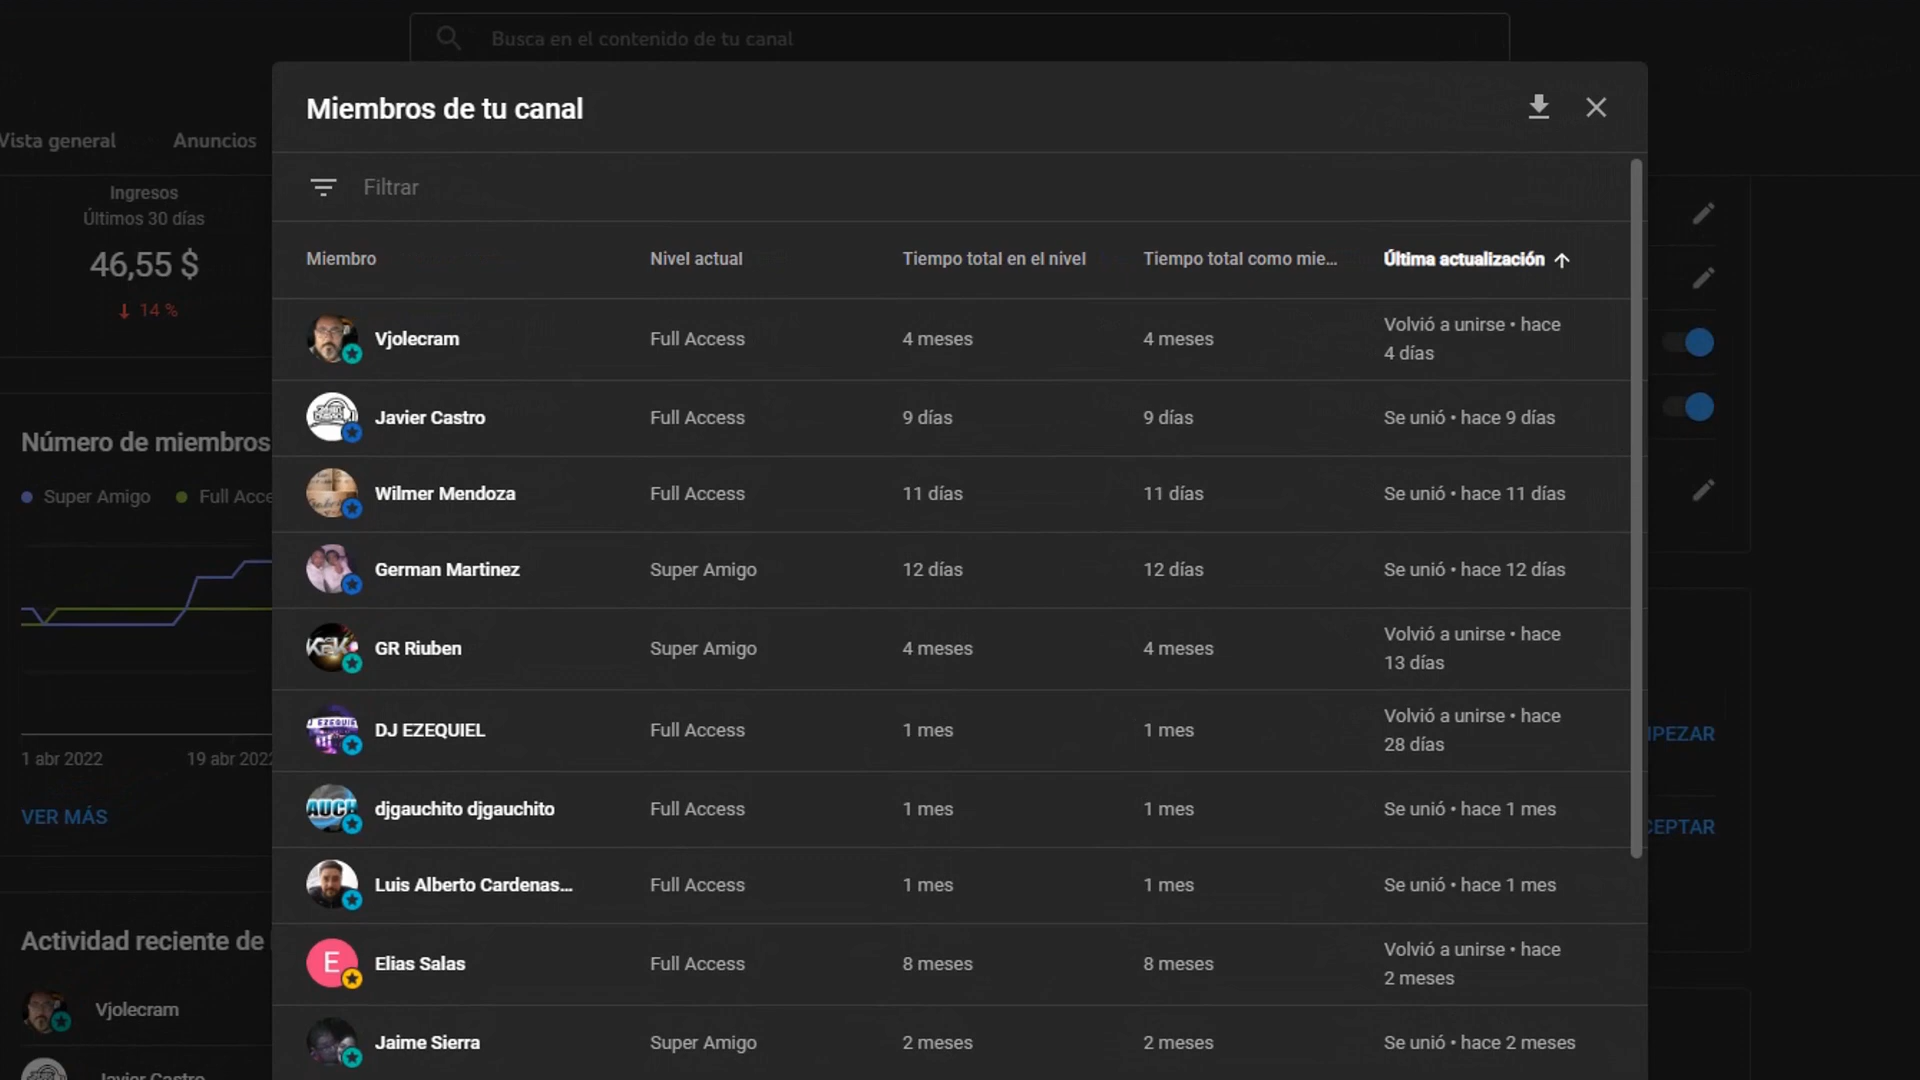 Busca en el contenido de tu canal
Miembros de tu canal
Vista general
Anuncios
Filtrar
Ingresos
Últimos 30 días
46,55 $
14 %
Miembro
Nivel actual
Tiempo total en el nivel
Tiempo total como mie...
Última actualización
Vjolecram
Full Access
4 meses
4 meses
Volvió a unirse • hace
4 días
Javier Castro
Full Access
9 días
9 días
Se unió • hace 9 días
Número de miembros
Super Amigo
Full Acce
Wilmer Mendoza
Full Access
11 días
11 días
Se unió • hace 11 días
German Martinez
Super Amigo
12 días
12 días
Se unió • hace 12 días
GR Riuben
Super Amigo
4 meses
4 meses
Volvió a unirse • hace
13 días
DJ EZEQUIEL
Full Access
1 mes
1 mes
Volvió a unirse • hace
28 días
1 abr 2022
19 abr 2022
PEZAR
VER MÁS
AUCH
djgauchito djgauchito
Full Access
1 mes
1 mes
Se unió • hace 1 mes
CEPTAR
Luis Alberto Cardenas...
Full Access
1 mes
1 mes
Se unió • hace 1 mes
Actividad reciente de
E
Elias Salas
Full Access
8 meses
8 meses
Volvió a unirse • hace
2 meses
Vjolecram
Jaime Sierra
Super Amigo
2 meses
2 meses
Se unió • hace 2 meses
Javier Castro